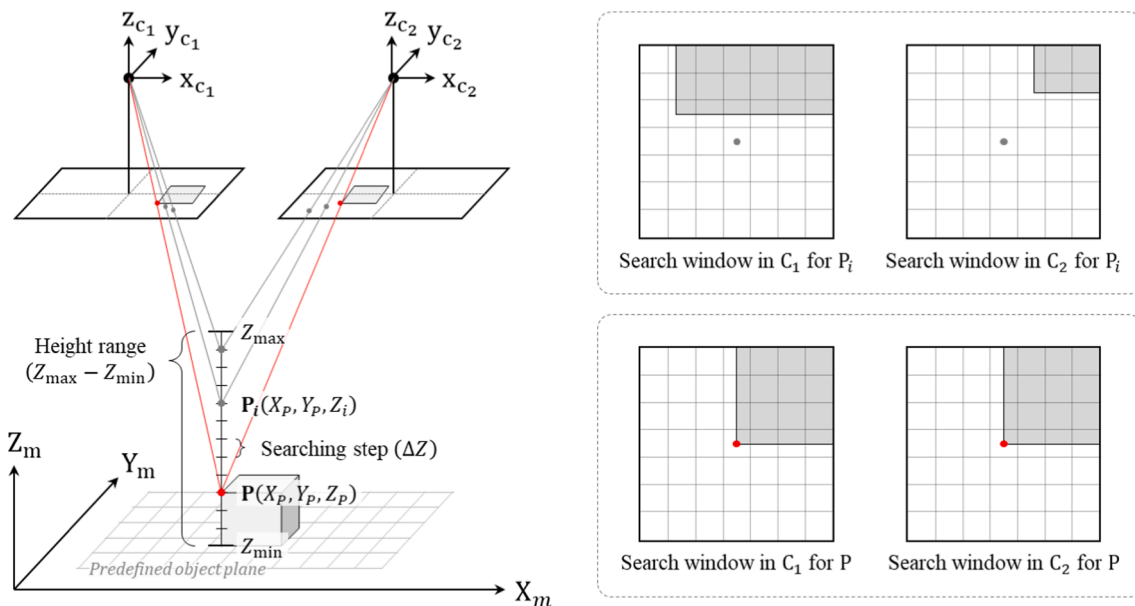 z_{c_1}
y_{c_1}
x_{c_1}
z_{c_2}
y_{c_2}
x_{c_2}
Height range
(Z_max − Z_min)
Z_max
P_i(X_P, Y_P, Z_i)
Searching step (ΔZ)
P(X_P, Y_P, Z_P)
Z_min
Z_m
Y_m
X_m
Predefined object plane
Search window in C_1 for P_i
Search window in C_2 for P_i
Search window in C_1 for P
Search window in C_2 for P